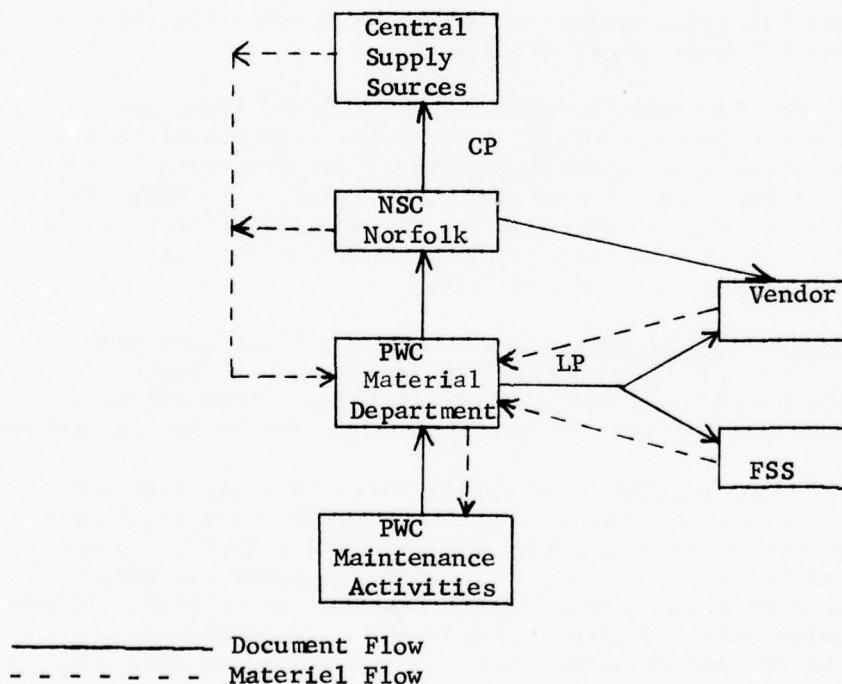 Central
Supply
Sources
CP
NSC
Norfolk
Vendor
PWC
Material
Department
LP
FSS
PWC
Maintenance
Activities
Document Flow
Materiel Flow